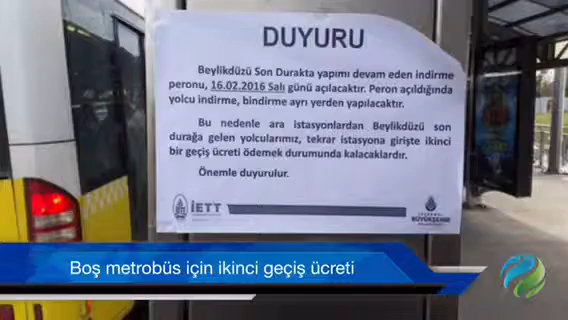 DUYURU
Beylikdüzü Son Durakta yapımı devam eden indirme
peronu, 16.02.2016 Salı günü açılacaktır. Peron açıldığında
yolcu indirme, bindirme ayrı yerden yapılacaktır.
Bu nedenle ara istasyonlardan Beylikdüzü son
durağa gelen yolcularımız, tekrar istasyona girişte ikinci
bir geçiş ücreti ödemek durumunda kalacaklardır.
Önemle duyurulur.
İETT
İSTANBUL
BÜYÜKŞEHİR
BELEDİYESİ
Boş metrobüs için ikinci geçiş ücreti